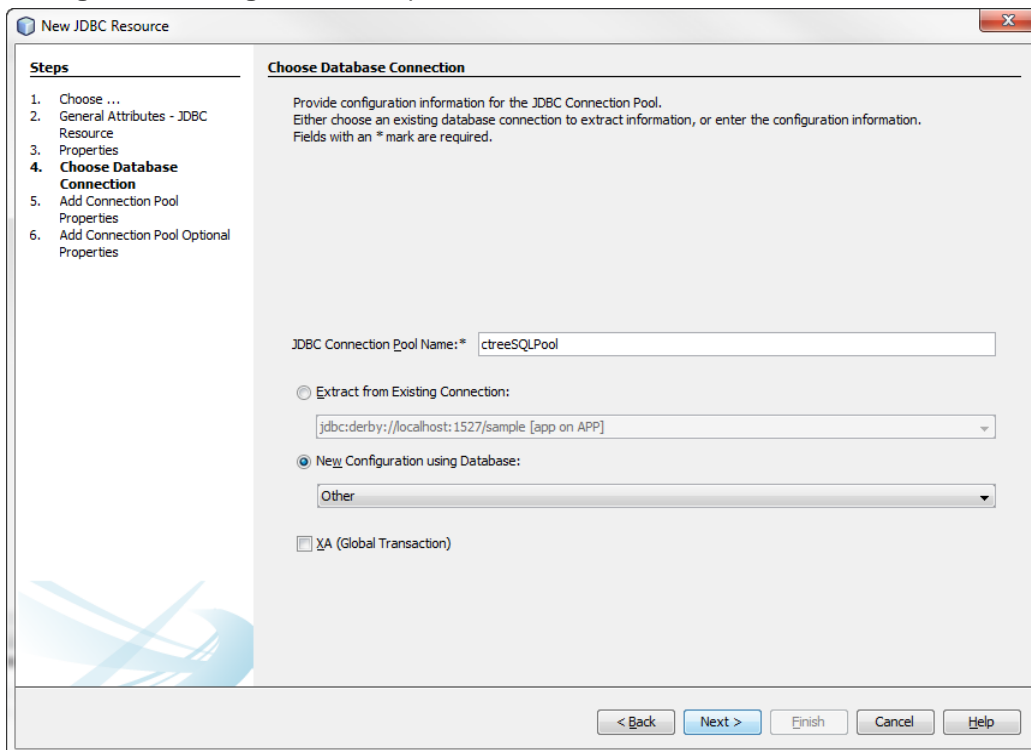 New JDBC Resource
Steps
1. Choose ...
2. General Attributes - JDBC
Resource
3. Properties
4. Choose Database
Connection
5. Add Connection Pool
Properties
6. Add Connection Pool Optional
Properties
Choose Database Connection
Provide configuration information for the JDBC Connection Pool.
Either choose an existing database connection to extract information, or enter the configuration information.
Fields with an * mark are required.
JDBC Connection Pool Name:* ctreeSQLPool
Extract from Existing Connection:
jdbc:derby://localhost:1527/sample [app on APP]
New Configuration using Database:
Other
XA (Global Transaction)
< Back Next > Finish Cancel Help